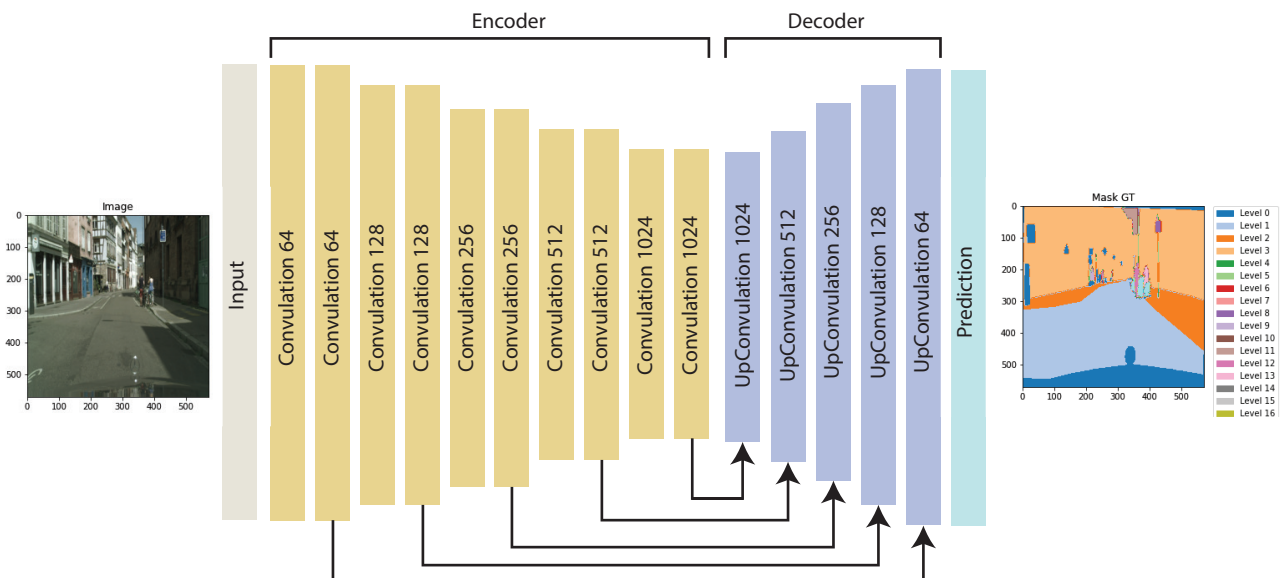 Encoder
Decoder
Image
0
100
200
300
400
500
0 100 200 300 400 500
Input
Convulation 64
Convulation 64
Convulation 128
Convulation 128
Convulation 256
Convulation 256
Convulation 512
Convulation 512
Convulation 1024
Convulation 1024
UpConvulation 1024
UpConvulation 512
UpConvulation 256
UpConvulation 128
UpConvulation 64
Prediction
Mask GT
0
100
200
300
400
500
0 100 200 300 400 500
Level 0
Level 1
Level 2
Level 3
Level 4
Level 5
Level 6
Level 7
Level 8
Level 9
Level 10
Level 11
Level 12
Level 13
Level 14
Level 15
Level 16